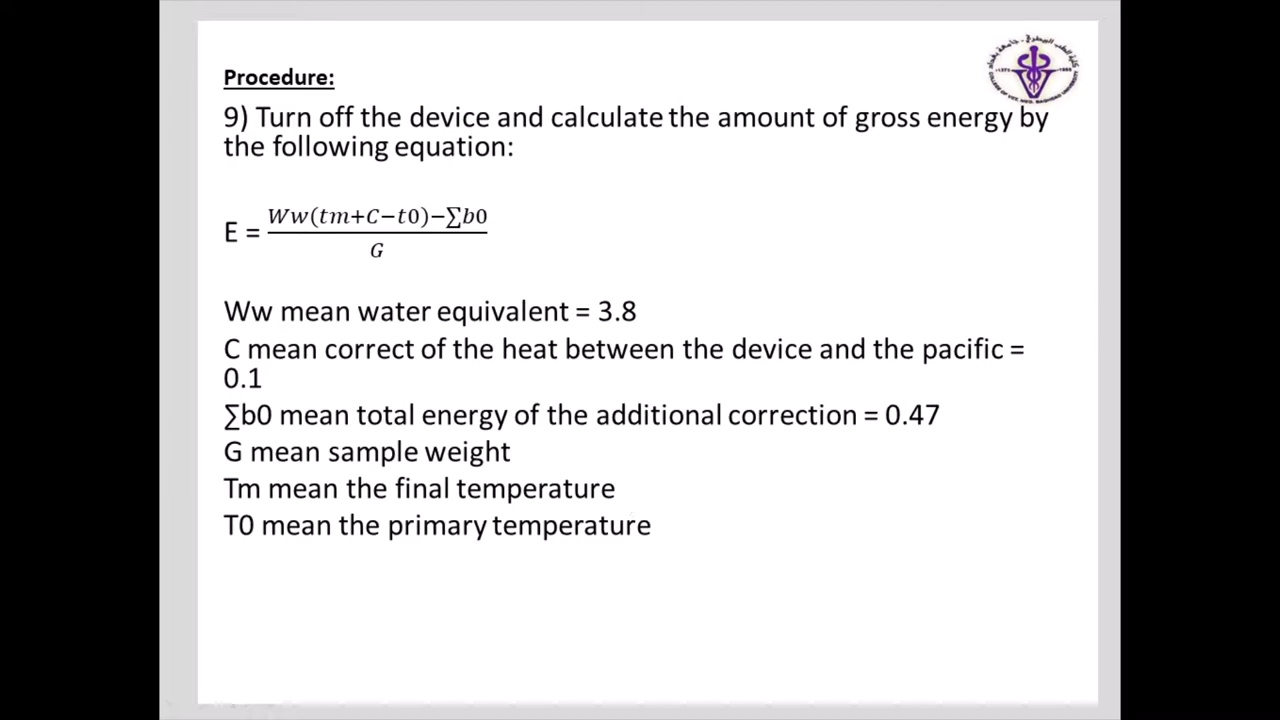 Procedure:
9) Turn off the device and calculate the amount of gross energy by
the following equation:
E = \frac{Ww(tm+C−t0)−∑b0}{G}
Ww mean water equivalent = 3.8
C mean correct of the heat between the device and the pacific =
0.1
∑b0 mean total energy of the additional correction = 0.47
G mean sample weight
Tm mean the final temperature
T0 mean the primary temperature